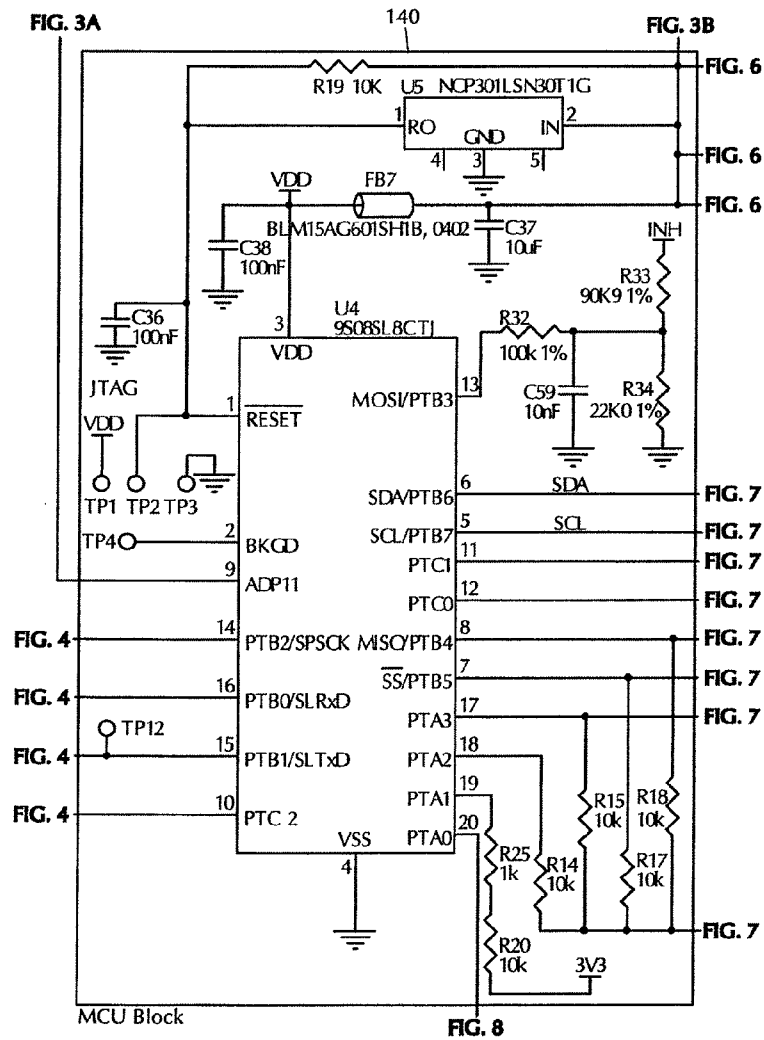 FIG. 3A
140
FIG. 3B
R19 10K
FIG. 6
U5 NCP301LSN30T1G
1
RO
GND
IN
2
4
3
5
FIG. 6
VDD
FB7
FIG. 6
BLM15AG601SH1B, 0402
C38
100nF
C37
10uF
INH
R33
90K9 1%
C36
100nF
U4
9S08SL8CTJ
3
VDD
R32
100k 1%
JTAG
13
MOSI/PTB3
C59
10nF
R34
22K0 1%
1
RESET
VDD
TP1
TP2
TP3
6
SDA/PTB6
SDA
FIG. 7
5
SCL/PTB7
SCL
FIG. 7
TP4
2
BKGD
11
PTC1
FIG. 7
9
ADP11
12
PTC0
FIG. 7
FIG. 4
14
PTB2/SPSCK
MISO/PTB4
8
FIG. 7
7
SS/PTB5
FIG. 7
FIG. 4
16
PTB0/SLRxD
17
PTA3
FIG. 7
TP12
FIG. 4
15
PTB1/SLTxD
PTA2
18
19
PTA1
FIG. 4
10
PTC 2
20
PTA0
VSS
4
R15
10k
R18
10k
R25
1k
R14
10k
R17
10k
FIG. 7
R20
10k
3V3
MCU Block
FIG. 8